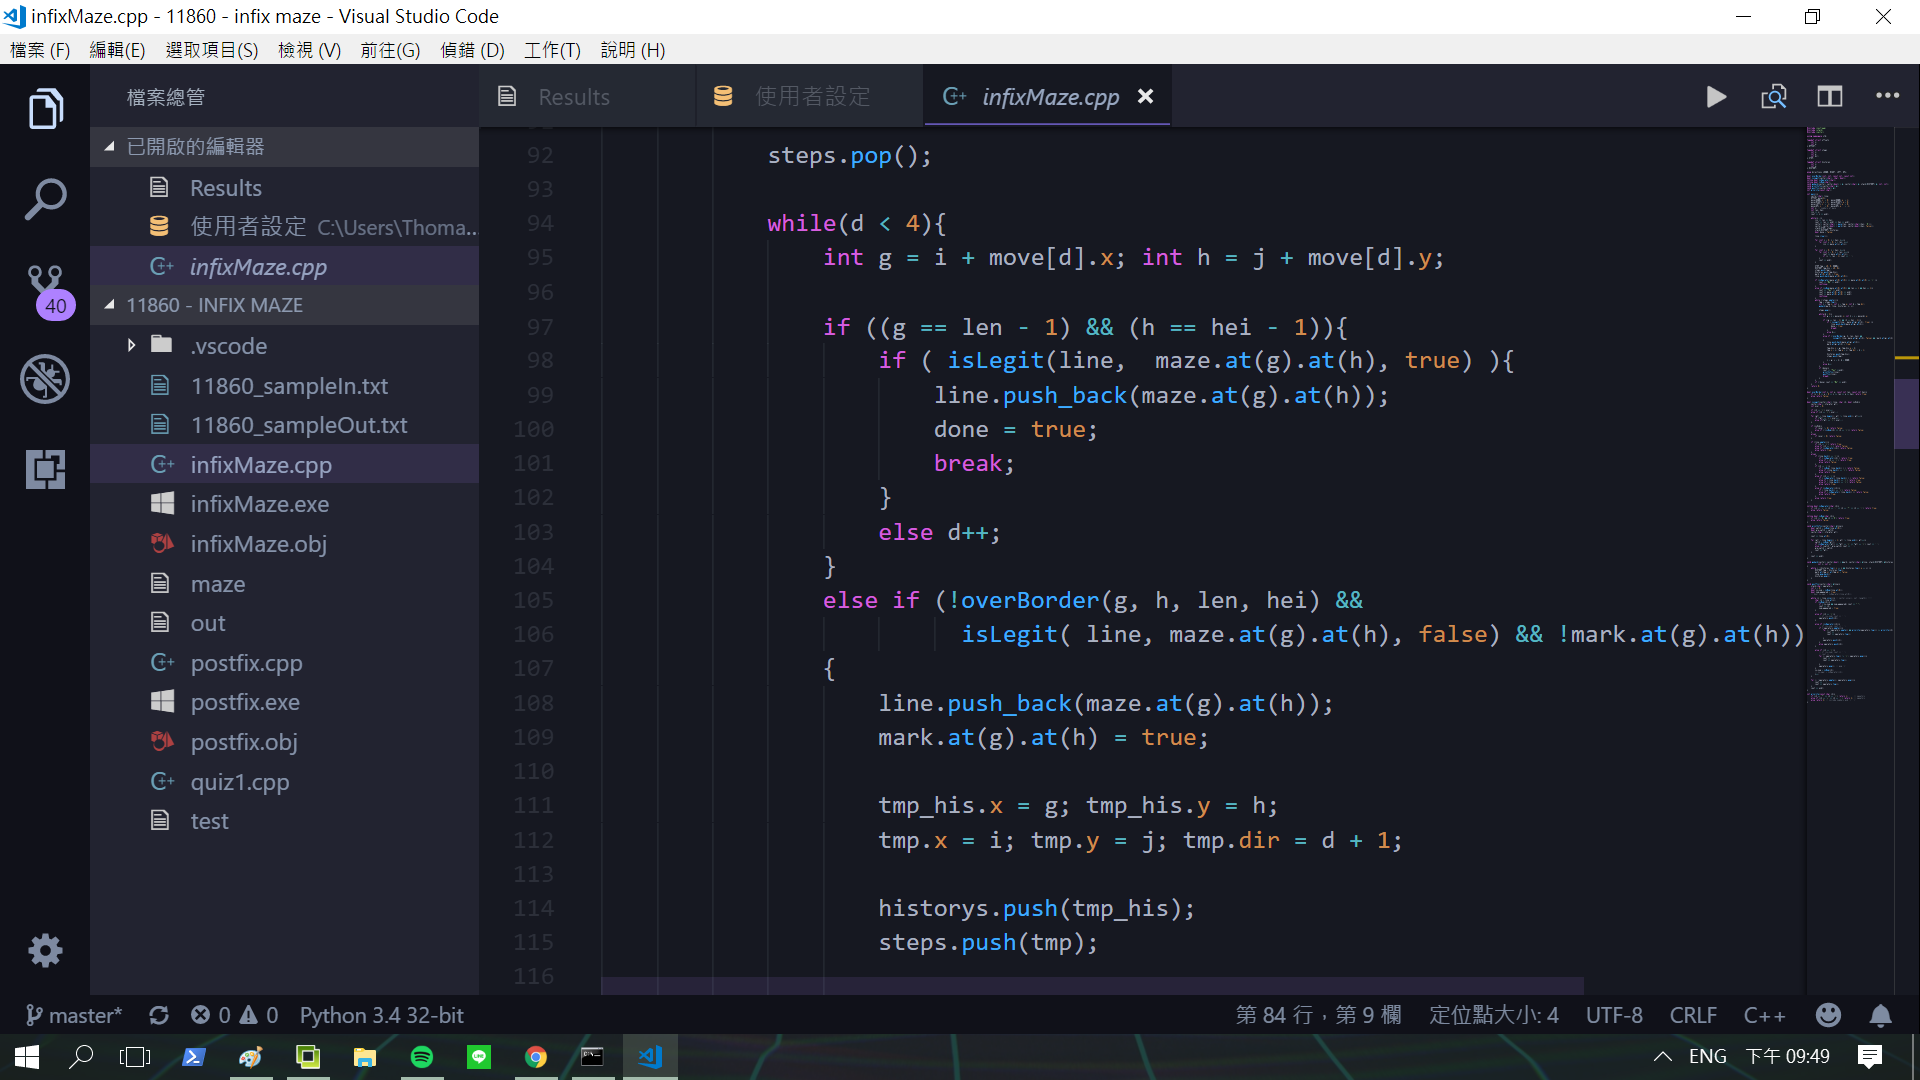 infixMaze.cpp - 11860 - infix maze - Visual Studio Code
檔案 (F) 編輯(E) 選取項目(S) 檢視 (V) 前往(G) 偵錯 (D) 工作(T) 說明 (H)
檔案總管
已開啟的編輯器
Results
使用者設定 C:\Users\Thoma...
infixMaze.cpp
11860 - INFIX MAZE
.vscode
11860_sampleIn.txt
11860_sampleOut.txt
infixMaze.cpp
infixMaze.exe
infixMaze.obj
maze
out
postfix.cpp
postfix.exe
postfix.obj
quiz1.cpp
test
40
Results 使用者設定 infixMaze.cpp
92 steps.pop();
93
94 while(d < 4){
95 int g = i + move[d].x; int h = j + move[d].y;
96
97 if ((g == len - 1) && (h == hei - 1)){
98 if ( isLegit(line,  maze.at(g).at(h), true) ){
99 line.push_back(maze.at(g).at(h));
100 done = true;
101 break;
102 }
103 else d++;
104 }
105 else if (!overBorder(g, h, len, hei) &&
106 isLegit( line, maze.at(g).at(h), false) && !mark.at(g).at(h))
107 {
108 line.push_back(maze.at(g).at(h));
109 mark.at(g).at(h) = true;
110
111 tmp_his.x = g; tmp_his.y = h;
112 tmp.x = i; tmp.y = j; tmp.dir = d + 1;
113
114 historys.push(tmp_his);
115 steps.push(tmp);
116
master* 0 0 Python 3.4 32-bit 第 84 行，第 9 欄 定位點大小: 4 UTF-8 CRLF C++
ENG 下午 09:49